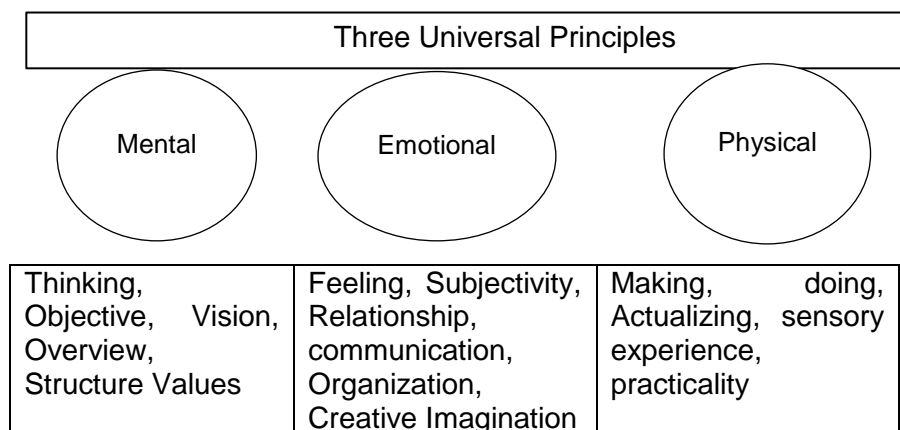 Three Universal Principles
Mental
Emotional
Physical
Thinking,
Objective, Vision,
Overview,
Structure Values
Feeling, Subjectivity,
Relationship,
communication,
Organization,
Creative Imagination
Making, doing,
Actualizing, sensory
experience,
practicality